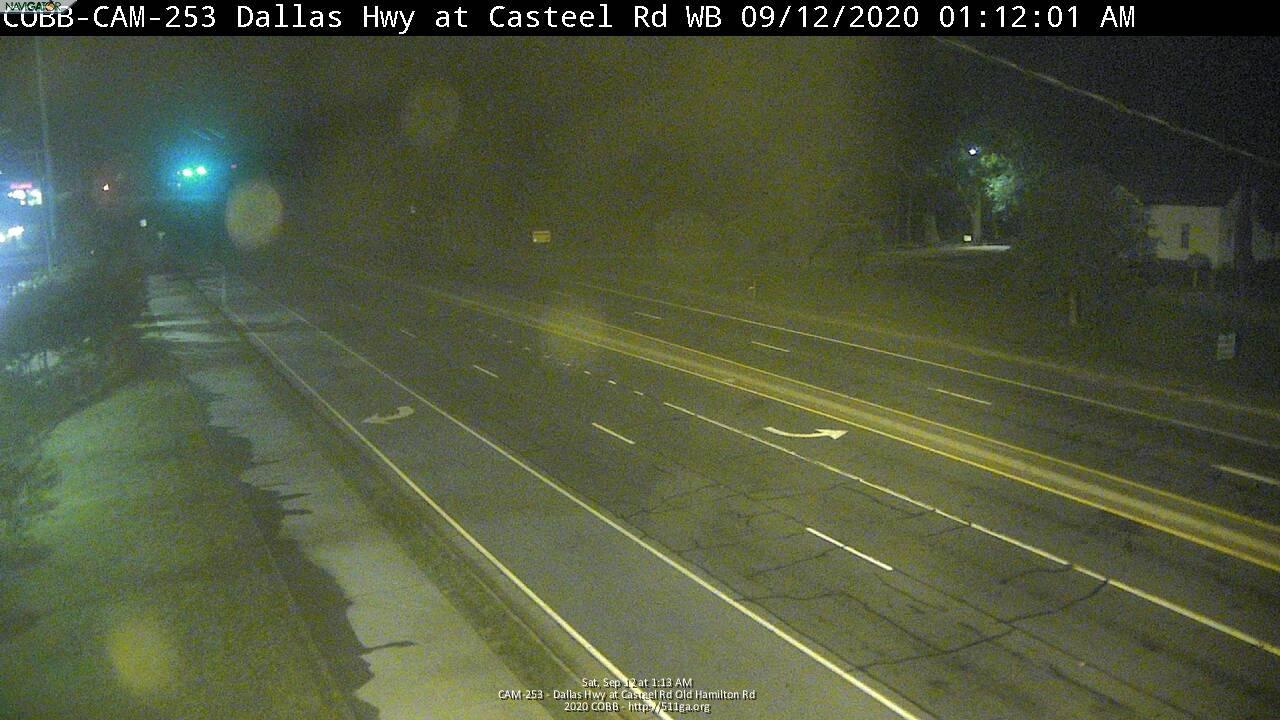 NAVIGATOR
COBB-CAM-253 Dallas Hwy at Casteel Rd WB 09/12/2020 01:12:01 AM
Sat, Sep 12 at 1:13 AM
CAM-253 - Dallas Hwy at Casteel Rd Old Hamilton Rd
2020 COBB - http://511ga.org